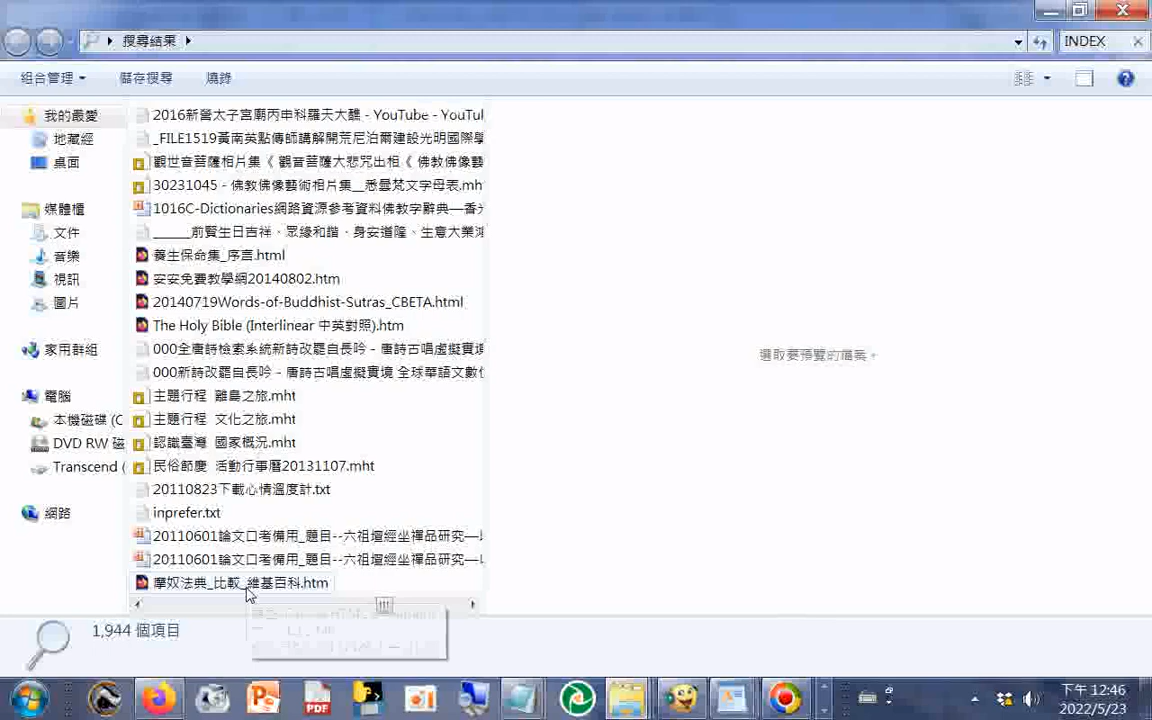 搜尋結果
INDEX
組合管理
儲存搜尋
燒錄
我的最愛
地藏經
桌面
媒體櫃
文件
音樂
視訊
圖片
家用群組
電腦
本機磁碟 (C
DVD RW 磁
Transcend (
網路
2016新營太子宮廟丙申科羅天大醮 - YouTube - YouTul
_FILE1519黃南英點傳師講解開荒尼泊爾建設光明國際學
觀世音菩薩相片集《 觀音菩薩大悲咒出相《 佛教佛像藝
30231045 - 佛教佛像藝術相片集__悉曇梵文字母表.mh
1016C-Dictionaries網路資源參考資料佛教字辭典—香光
______前賢生日吉祥、眾緣和諧、身安道隆、生意大業鴻
養生保命集_序言.html
安安免費教學網20140802.htm
20140719Words-of-Buddhist-Sutras_CBETA.html
The Holy Bible (Interlinear 中英對照).htm
000全唐詩檢索系統新詩改罷自長吟 - 唐詩古唱虛擬實境
000新詩改罷自長吟 - 唐詩古唱虛擬實境 全球華語文數位
主題行程 離島之旅.mht
主題行程 文化之旅.mht
認識臺灣 國家概況.mht
民俗節慶 活動行事曆20131107.mht
20110823下載心情溫度計.txt
inprefer.txt
20110601論文口考備用_題目--六祖壇經坐禪品研究—
20110601論文口考備用_題目--六祖壇經坐禪品研究—
摩奴法典_比較_維基百科.htm
選取要預覽的檔案。
1,944 個項目
下午 12:46
2022/5/23